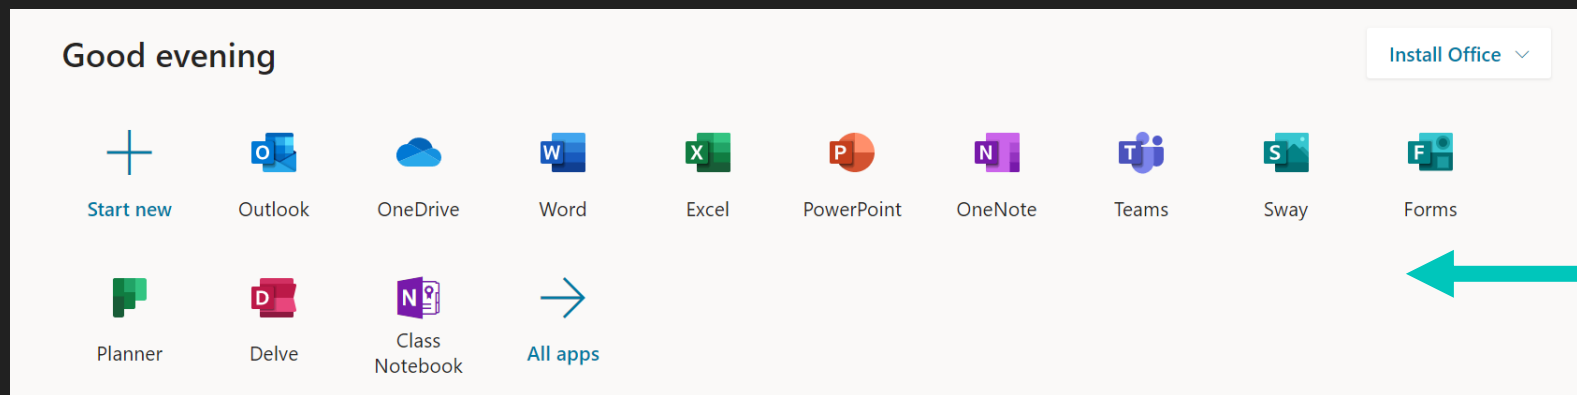 Good evening
Install Office
O
W
X
P
N
T
S
F
Start new
Outlook
OneDrive
Word
Excel
PowerPoint
OneNote
Teams
Sway
Forms
D
N
Planner
Delve
Class
Notebook
All apps